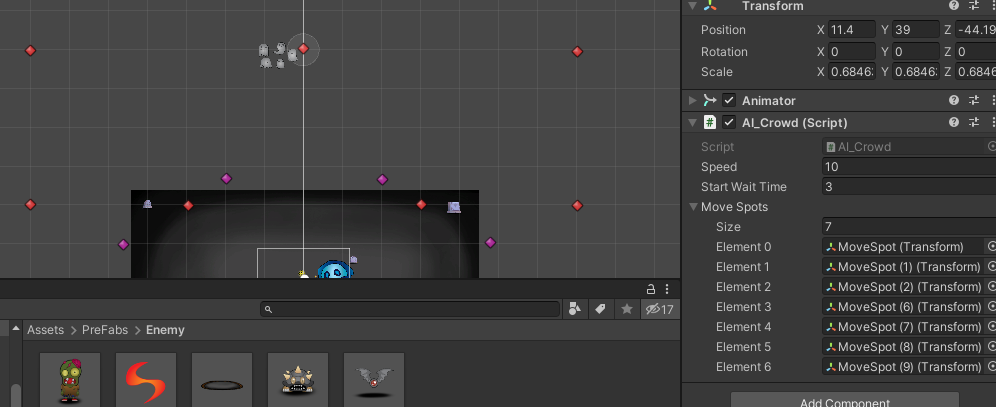 Transform
Position X 11.4 Y 39 Z -44.19
Rotation X 0 Y 0 Z 0
Scale X 0.6846 Y 0.6846 Z 0.6846
Animator
# AI_Crowd (Script)
Script # AI_Crowd
Speed 10
Start Wait Time 3
Move Spots
Size 7
Element 0 MoveSpot (Transform)
Element 1 MoveSpot (1) (Transform)
Element 2 MoveSpot (2) (Transform)
Element 3 MoveSpot (6) (Transform)
Element 4 MoveSpot (7) (Transform)
Element 5 MoveSpot (8) (Transform)
Element 6 MoveSpot (9) (Transform)
Add Component
17
Assets > PreFabs > Enemy